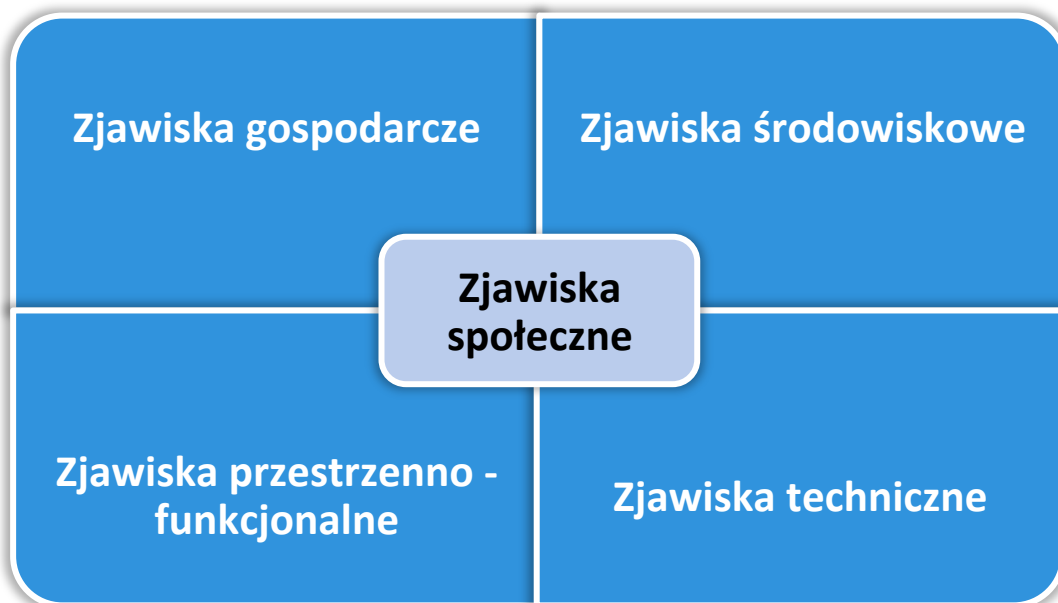 Zjawiska gospodarcze
Zjawiska środowiskowe
Zjawiska
społeczne
Zjawiska przestrzenno -
funkcjonalne
Zjawiska techniczne